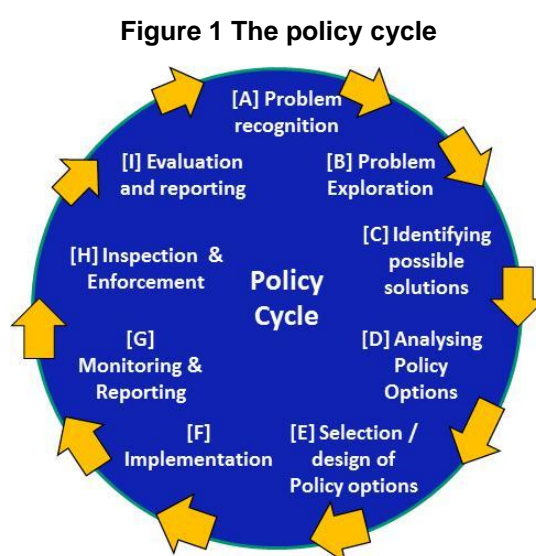 Figure 1 The policy cycle
[A] Problem
recognition
[B] Problem
Exploration
[C] Identifying
possible
solutions
[D] Analysing
Policy
Options
[E] Selection /
design of
Policy options
[F]
Implementation
[G]
Monitoring &
Reporting
[H] Inspection &
Enforcement
[I] Evaluation
and reporting
Policy
Cycle